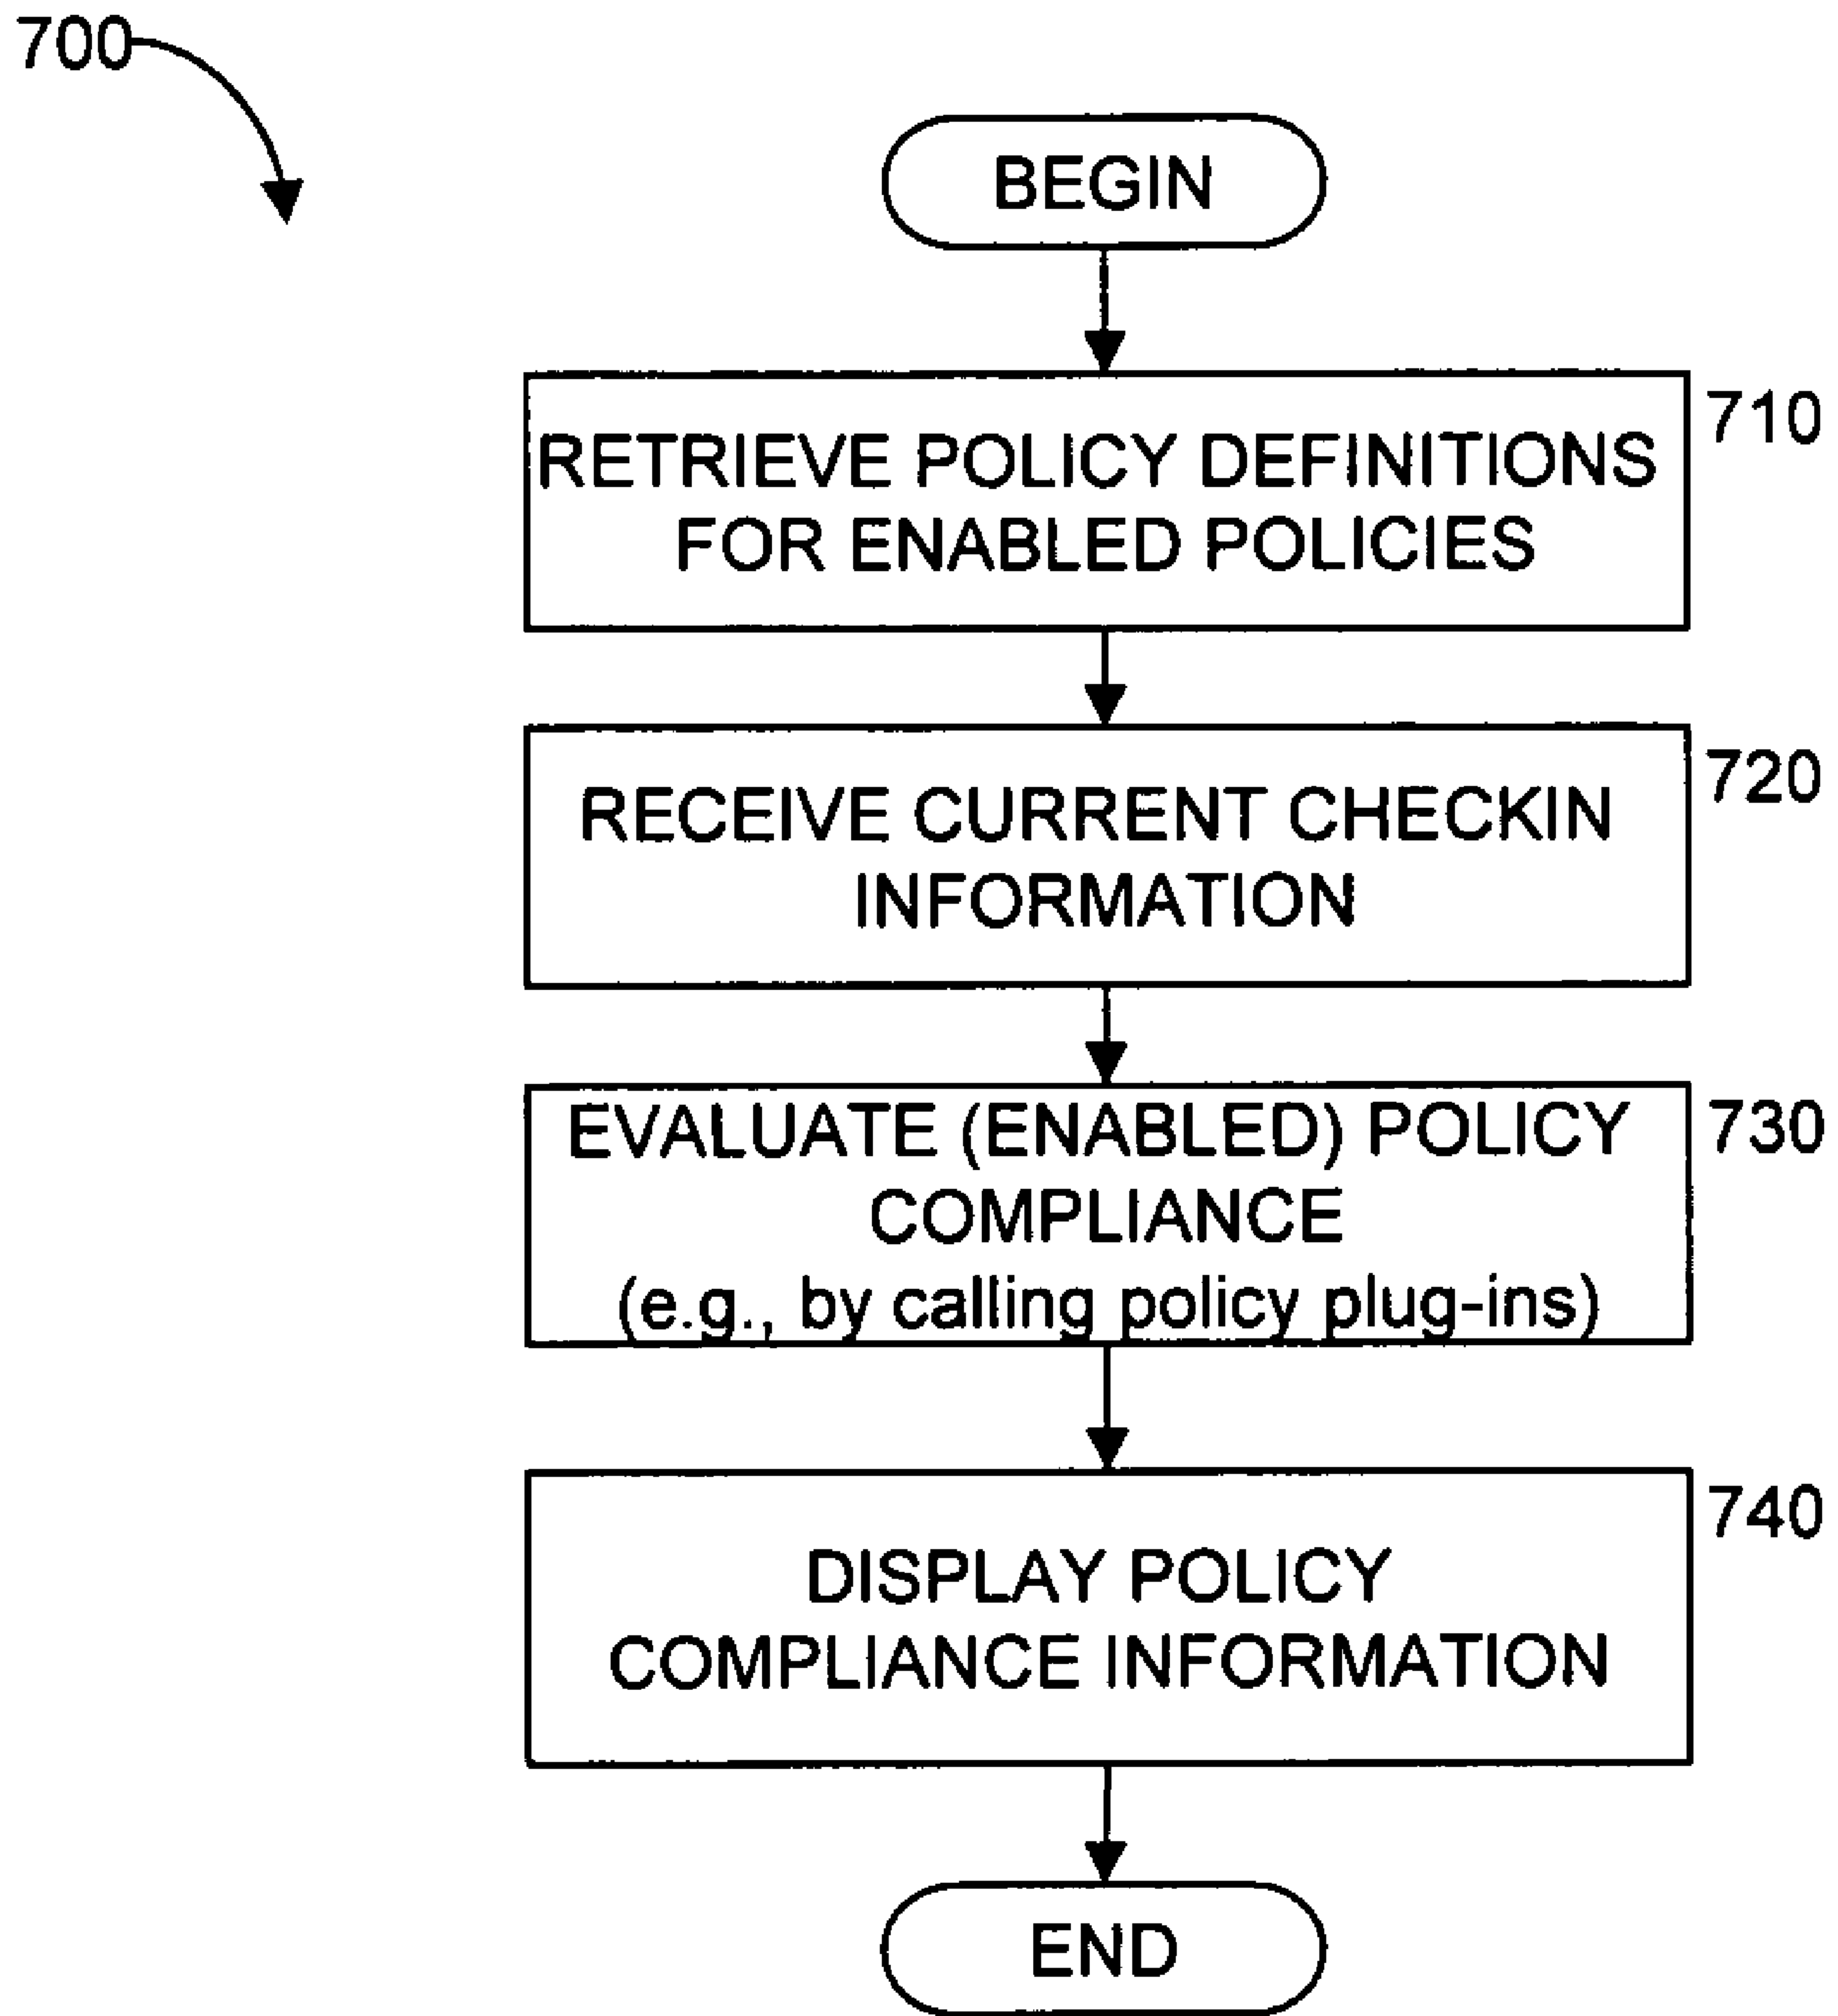 700
BEGIN
710
RETRIEVE POLICY DEFINITIONS
FOR ENABLED POLICIES
720
RECEIVE CURRENT CHECKIN
INFORMATION
730
EVALUATE (ENABLED) POLICY
COMPLIANCE
(e.g., by calling policy plug-ins)
740
DISPLAY POLICY
COMPLIANCE INFORMATION
END